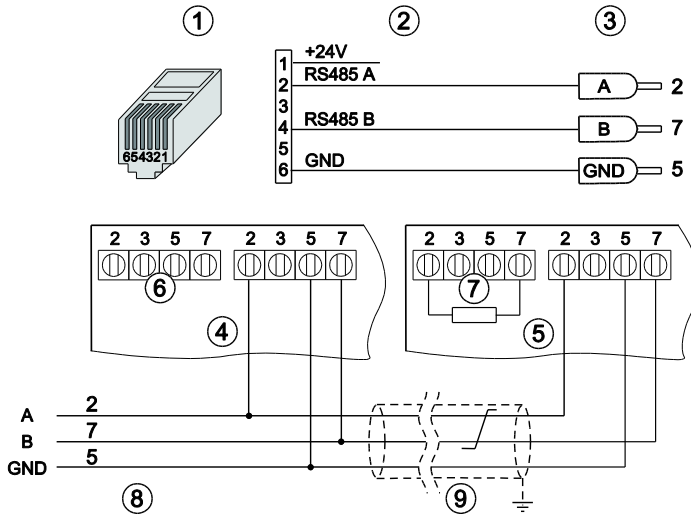 1 2 3
+24V
1 RS485 A
2 A 2
3
4 RS485 B B 7
5
6 GND GND 5
654321
2 3 5 7 2 3 5 7 2 3 5 7 2 3 5 7
6 7
4 5
A 2
B 7
GND 5
8 9